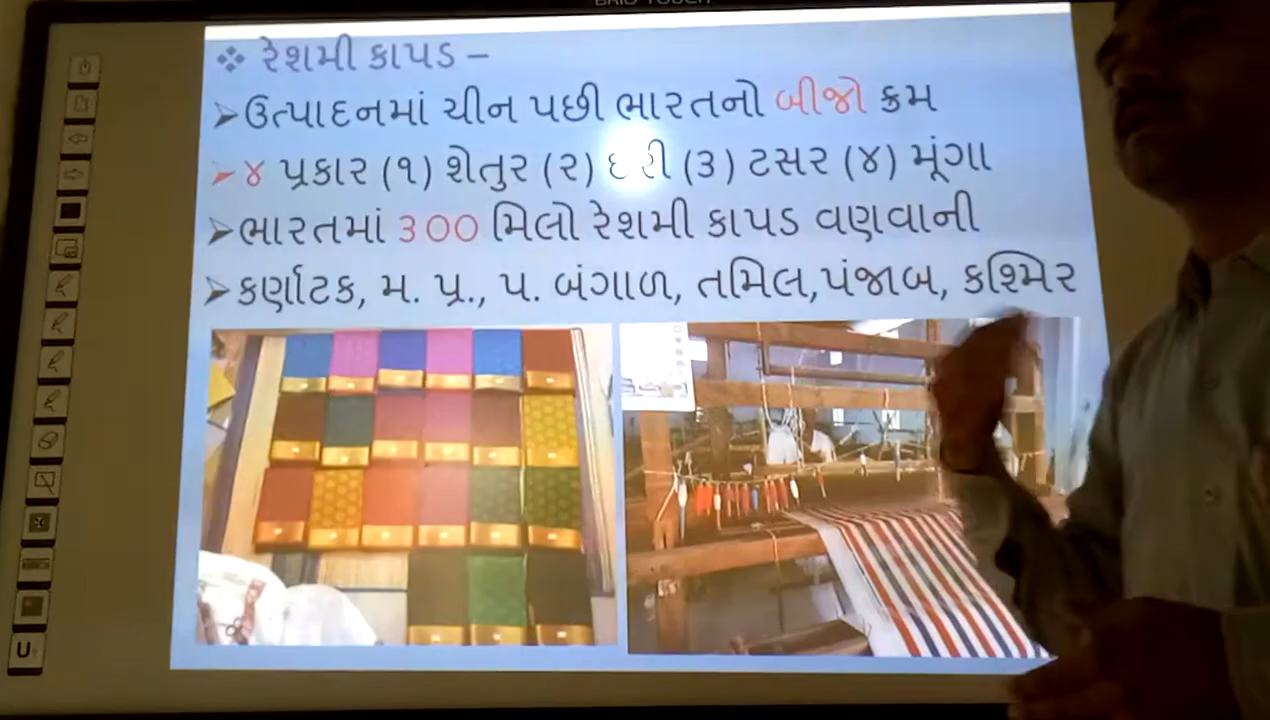 રેશમી કાપડ –
ઉત્પાદનમાં ચીન પછી ભારતનો બીજો ક્રમ
૪ પ્રકાર (૧) શેતુર (૨) (૩) ટસર (૪) મૂંગા
ભારતમાં ૩૦૦ મિલો રેશમી કાપડ વણવાની
કર્ણાટક, મ. પ્ર., પ. બંગાળ, તમિલ,પંજાબ, કશ્મિર